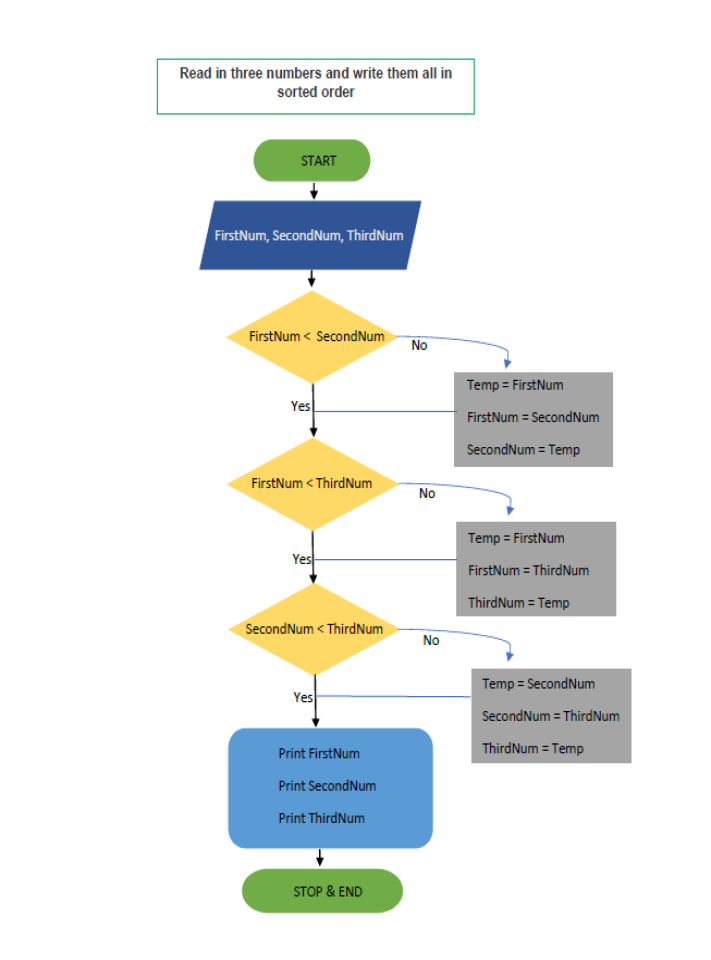 Read in three numbers and write them all in
sorted order
START
FirstNum, SecondNum, ThirdNum
FirstNum < SecondNum
No
Temp = FirstNum
FirstNum = SecondNum
SecondNum = Temp
Yes
FirstNum < ThirdNum
No
Temp = FirstNum
FirstNum = ThirdNum
ThirdNum = Temp
Yes
SecondNum < ThirdNum
No
Temp = SecondNum
SecondNum = ThirdNum
ThirdNum = Temp
Yes
Print FirstNum
Print SecondNum
Print ThirdNum
STOP & END